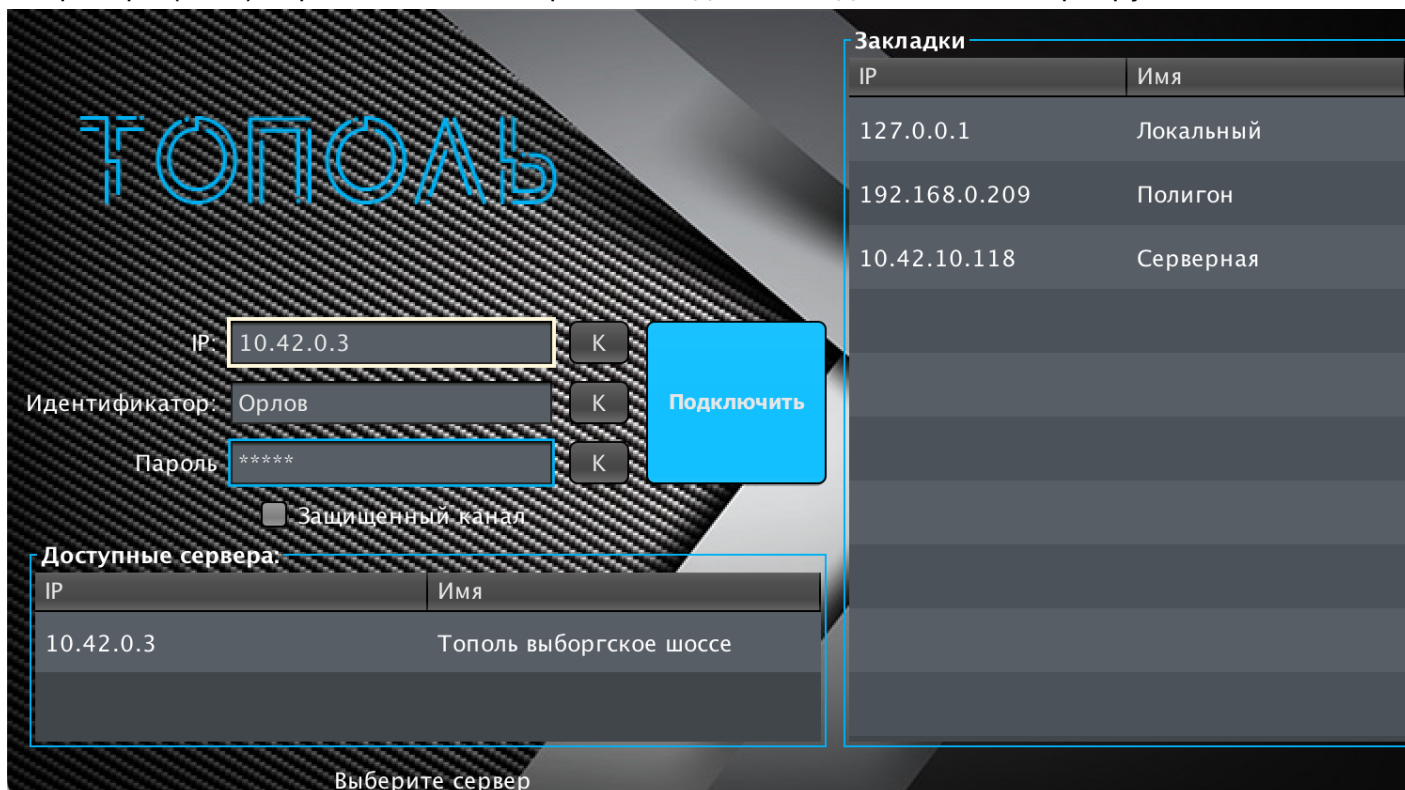 Закладки
IP Имя
127.0.0.1 Локальный
192.168.0.209 Полигон
10.42.10.118 Серверная
ТОПОЛЬ
IP: 10.42.0.3 К
Идентификатор: Орлов К
Пароль ***** К
Подключить
Защищенный канал
Доступные сервера:
IP Имя
10.42.0.3 Тополь выборгское шоссе
Выберите сервер